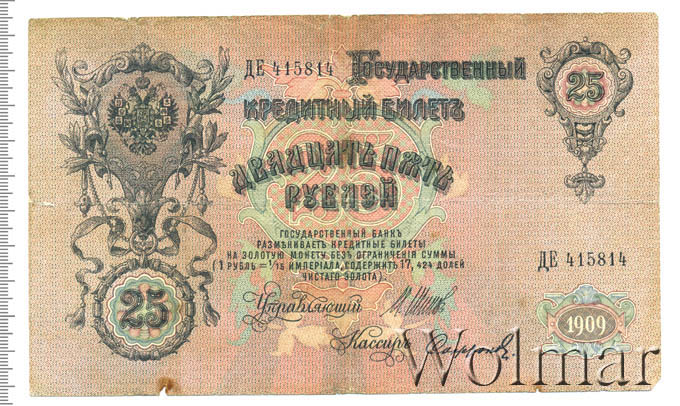 ДЕ 415814 Государственный
25
Кредитный Билетъ
Двадцать пять
рублей
25
Государственный банкъ
размѣниваетъ кредитные билеты
на золотую монету безъ ограниченія суммы
(1 рубль = 1/15 имперіала, содержитъ 17,424 долей
чистаго золота).
ДЕ 415814
25
Управляющій
И. Шипов
1909
Кассиръ
Wolmar